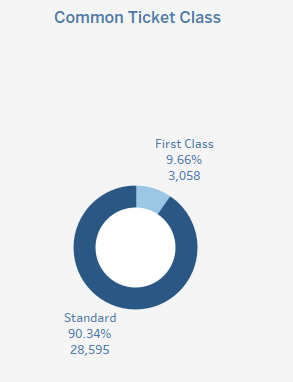 Common Ticket Class
First Class
9.66%
3,058
Standard
90.34%
28,595